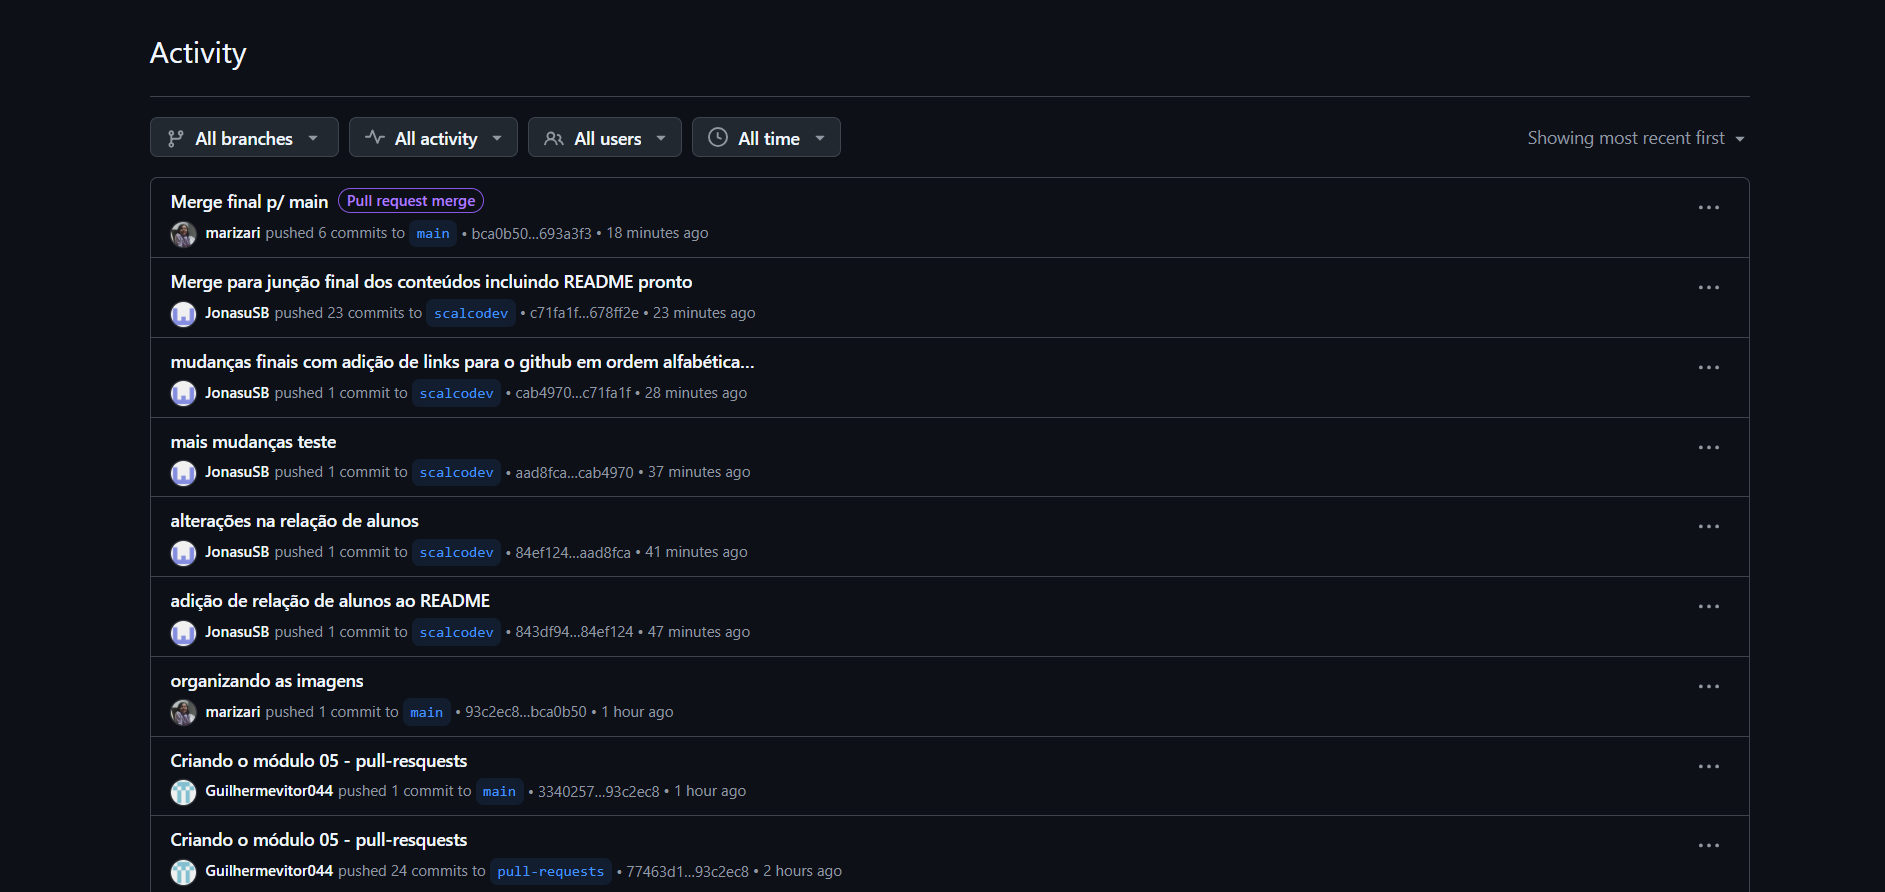 Activity
All branches All activity All users All time Showing most recent first
Merge final p/ main Pull request merge
marizari pushed 6 commits to main • bca0b50...693a3f3 • 18 minutes ago
Merge para junção final dos conteúdos incluindo README pronto
JonasuSB pushed 23 commits to scalcodev • c71fa1f...678ff2e • 23 minutes ago
mudanças finais com adição de links para o github em ordem alfabética...
JonasuSB pushed 1 commit to scalcodev • cab4970...c71fa1f • 28 minutes ago
mais mudanças teste
JonasuSB pushed 1 commit to scalcodev • aad8fca...cab4970 • 37 minutes ago
alterações na relação de alunos
JonasuSB pushed 1 commit to scalcodev • 84ef124...aad8fca • 41 minutes ago
adição de relação de alunos ao README
JonasuSB pushed 1 commit to scalcodev • 843df94...84ef124 • 47 minutes ago
organizando as imagens
marizari pushed 1 commit to main • 93c2ec8...bca0b50 • 1 hour ago
Criando o módulo 05 - pull-resquests
Guilhermevitor044 pushed 1 commit to main • 3340257...93c2ec8 • 1 hour ago
Criando o módulo 05 - pull-resquests
Guilhermevitor044 pushed 24 commits to pull-requests • 77463d1...93c2ec8 • 2 hours ago